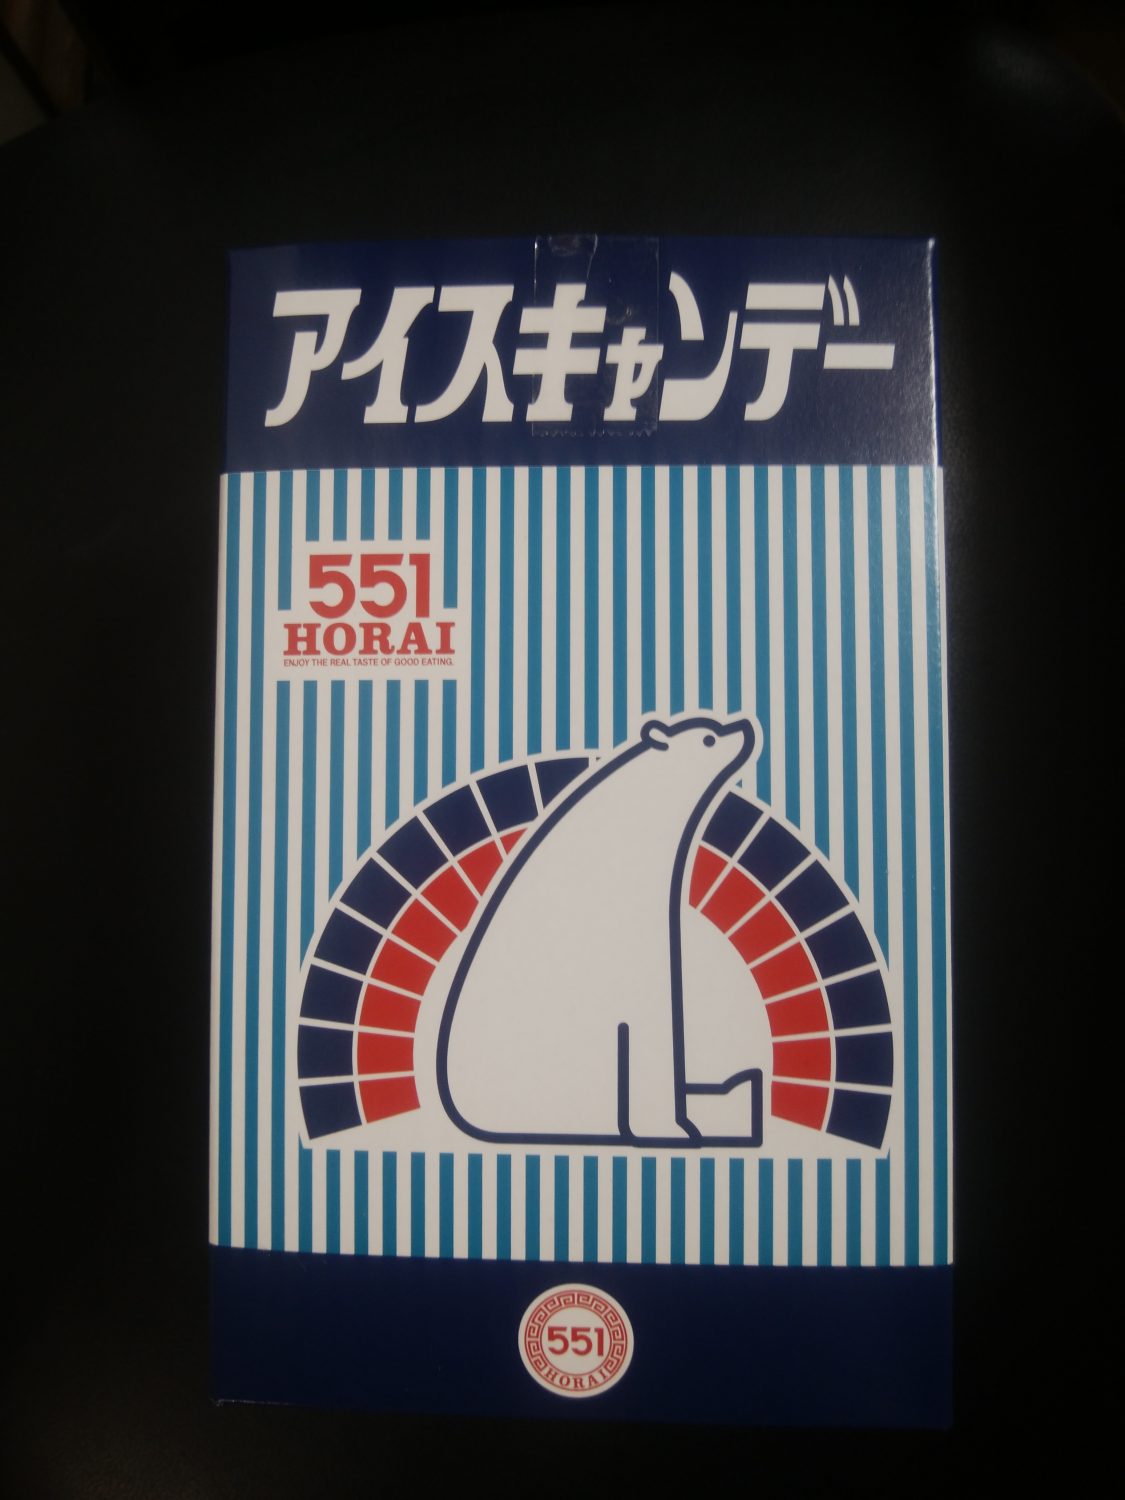 アイスキャンデー
551
HORAI
ENJOY THE REAL TASTE OF GOOD EATING.
551
HORAI